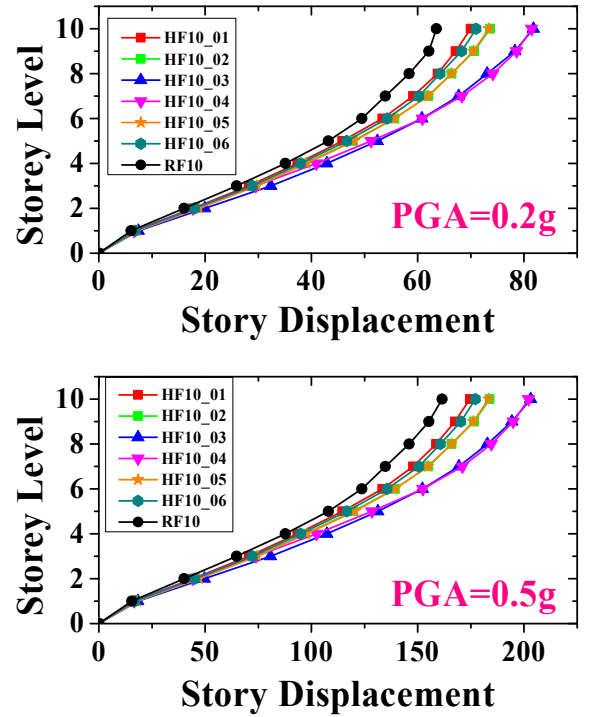 10
8
6
4
2
0
Storey Level
HF10_01
HF10_02
HF10_03
HF10_04
HF10_05
HF10_06
RF10
PGA=0.2g
0 20 40 60 80
Story Displacement
10
8
6
4
2
0
Storey Level
HF10_01
HF10_02
HF10_03
HF10_04
HF10_05
HF10_06
RF10
PGA=0.5g
0 50 100 150 200
Story Displacement